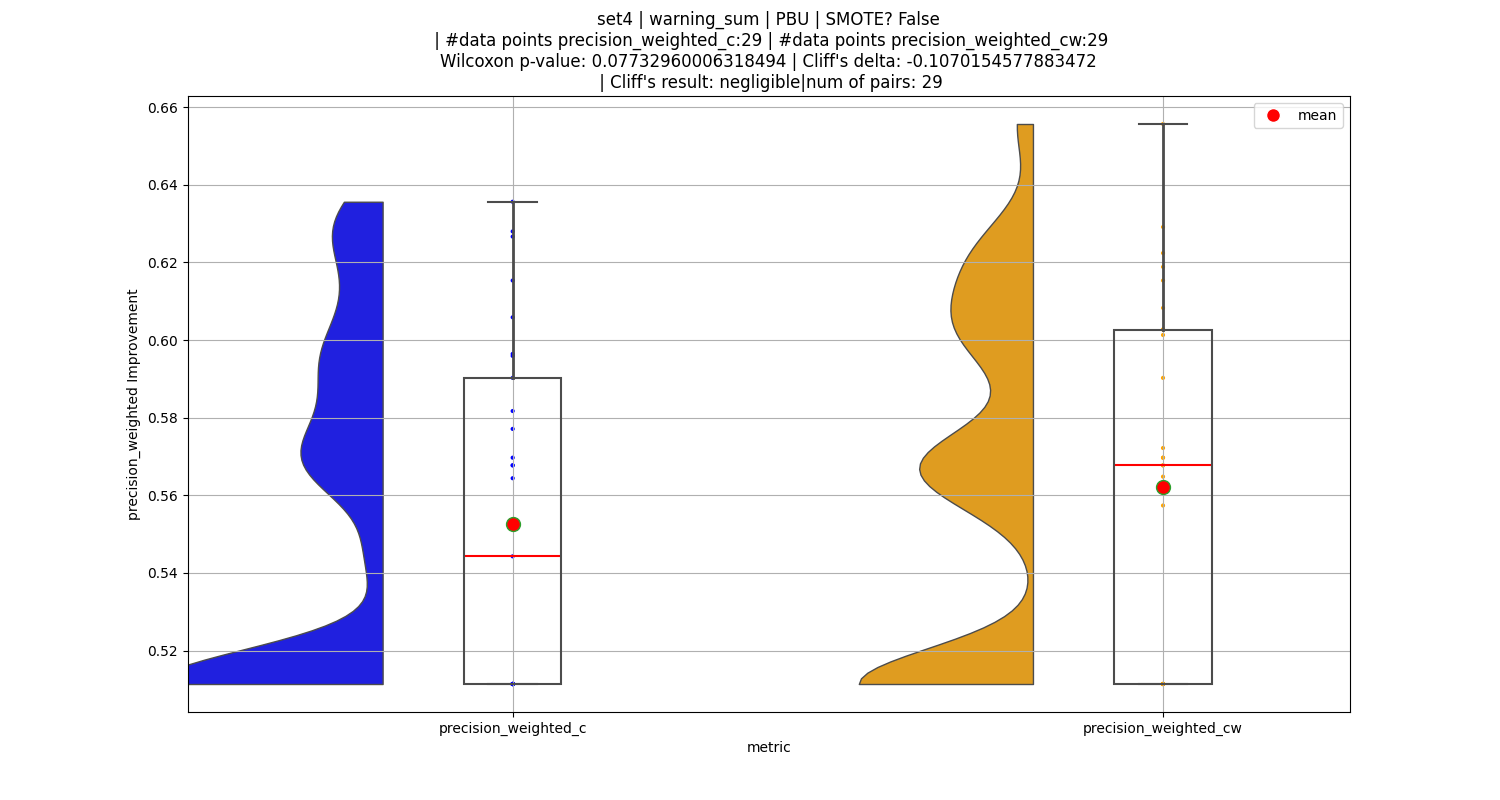 set4 | warning_sum | PBU | SMOTE? False
| #data points precision_weighted_c:29 | #data points precision_weighted_cw:29
Wilcoxon p-value: 0.07732960006318494 | Cliff's delta: -0.1070154577883472
| Cliff's result: negligible|num of pairs: 29
mean
0.66
0.64
0.62
0.60
0.58
0.56
0.54
0.52
precision_weighted Improvement
precision_weighted_c
precision_weighted_cw
metric